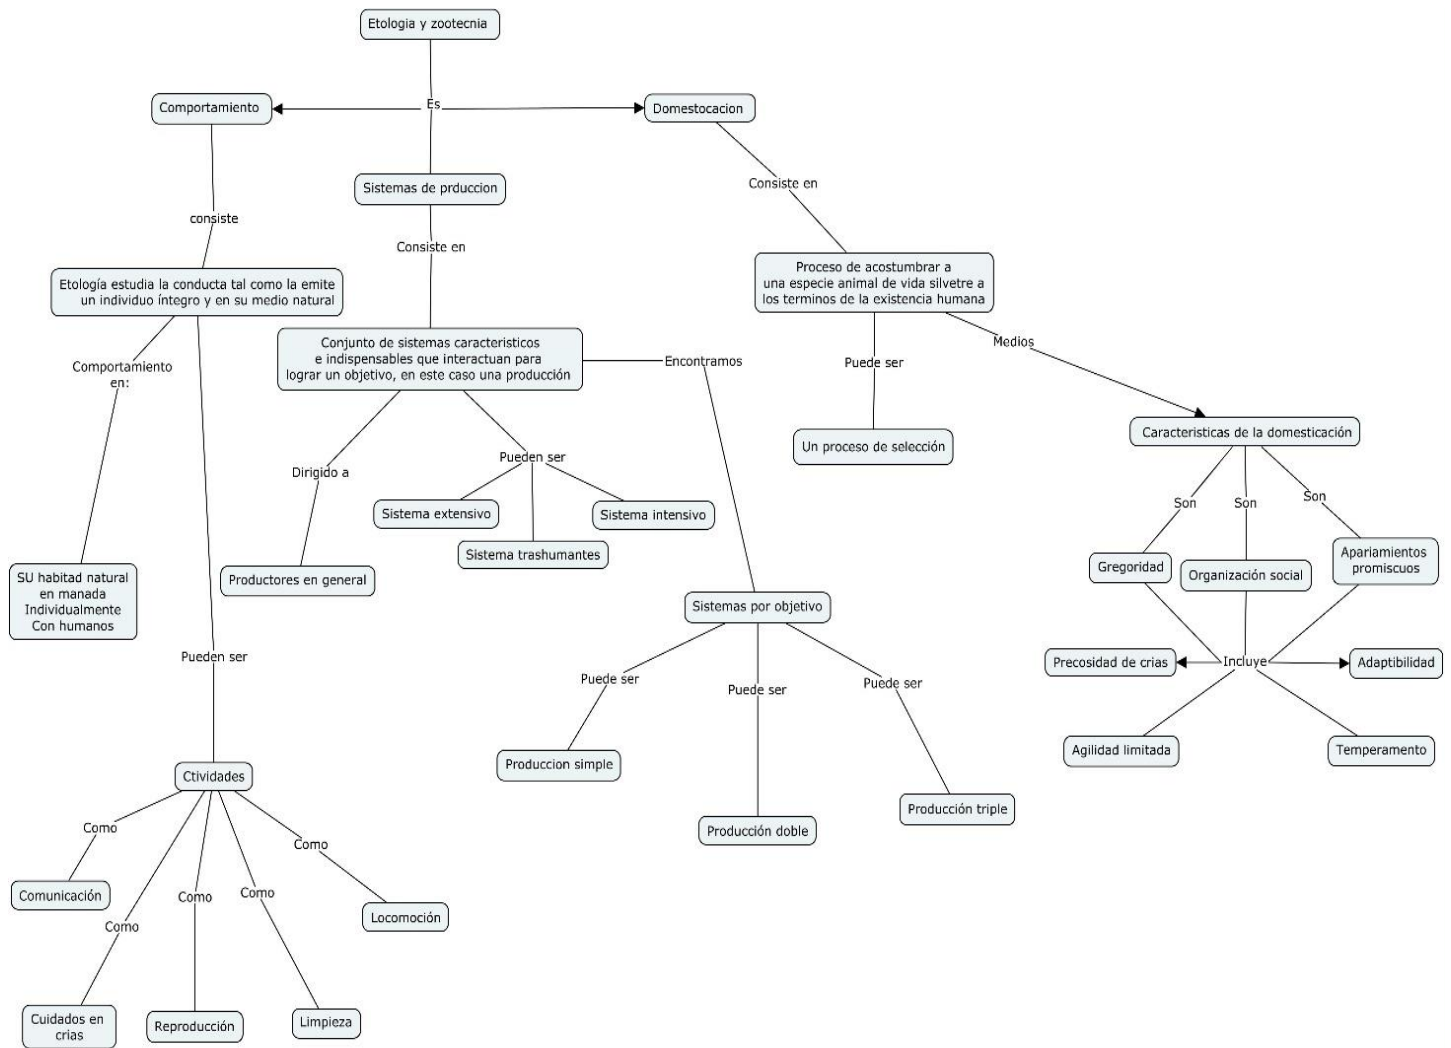 Etologia y zootecnia
Comportamiento
Es
Domestocacion
Sistemas de prduccion
Consiste en
consiste
Consiste en
Etología estudia la conducta tal como la emite
un individuo íntegro y en su medio natural
Proceso de acostumbrar a
una especie animal de vida silvetre a
los terminos de la existencia humana
Conjunto de sistemas caracteristicos
e indispensables que interactuan para
lograr un objetivo, en este caso una producción
Encontramos
Medios
Comportamiento
en:
Puede ser
Un proceso de selección
Caracteristicas de la domesticación
Dirigido a
Pueden ser
Sistema extensivo
Sistema intensivo
Sistema trashumantes
Productores en general
Son
Son
Son
Gregoridad
Organización social
Apariamientos
promiscuos
SU habitad natural
en manada
Individualmente
Con humanos
Sistemas por objetivo
Pueden ser
Precosidad de crias
Incluye
Adaptibilidad
Puede ser
Puede ser
Puede ser
Agilidad limitada
Temperamento
Produccion simple
Producción doble
Producción triple
Ctividades
Como
Como
Como
Como
Como
Comunicación
Locomoción
Cuidados en
crias
Reproducción
Limpieza